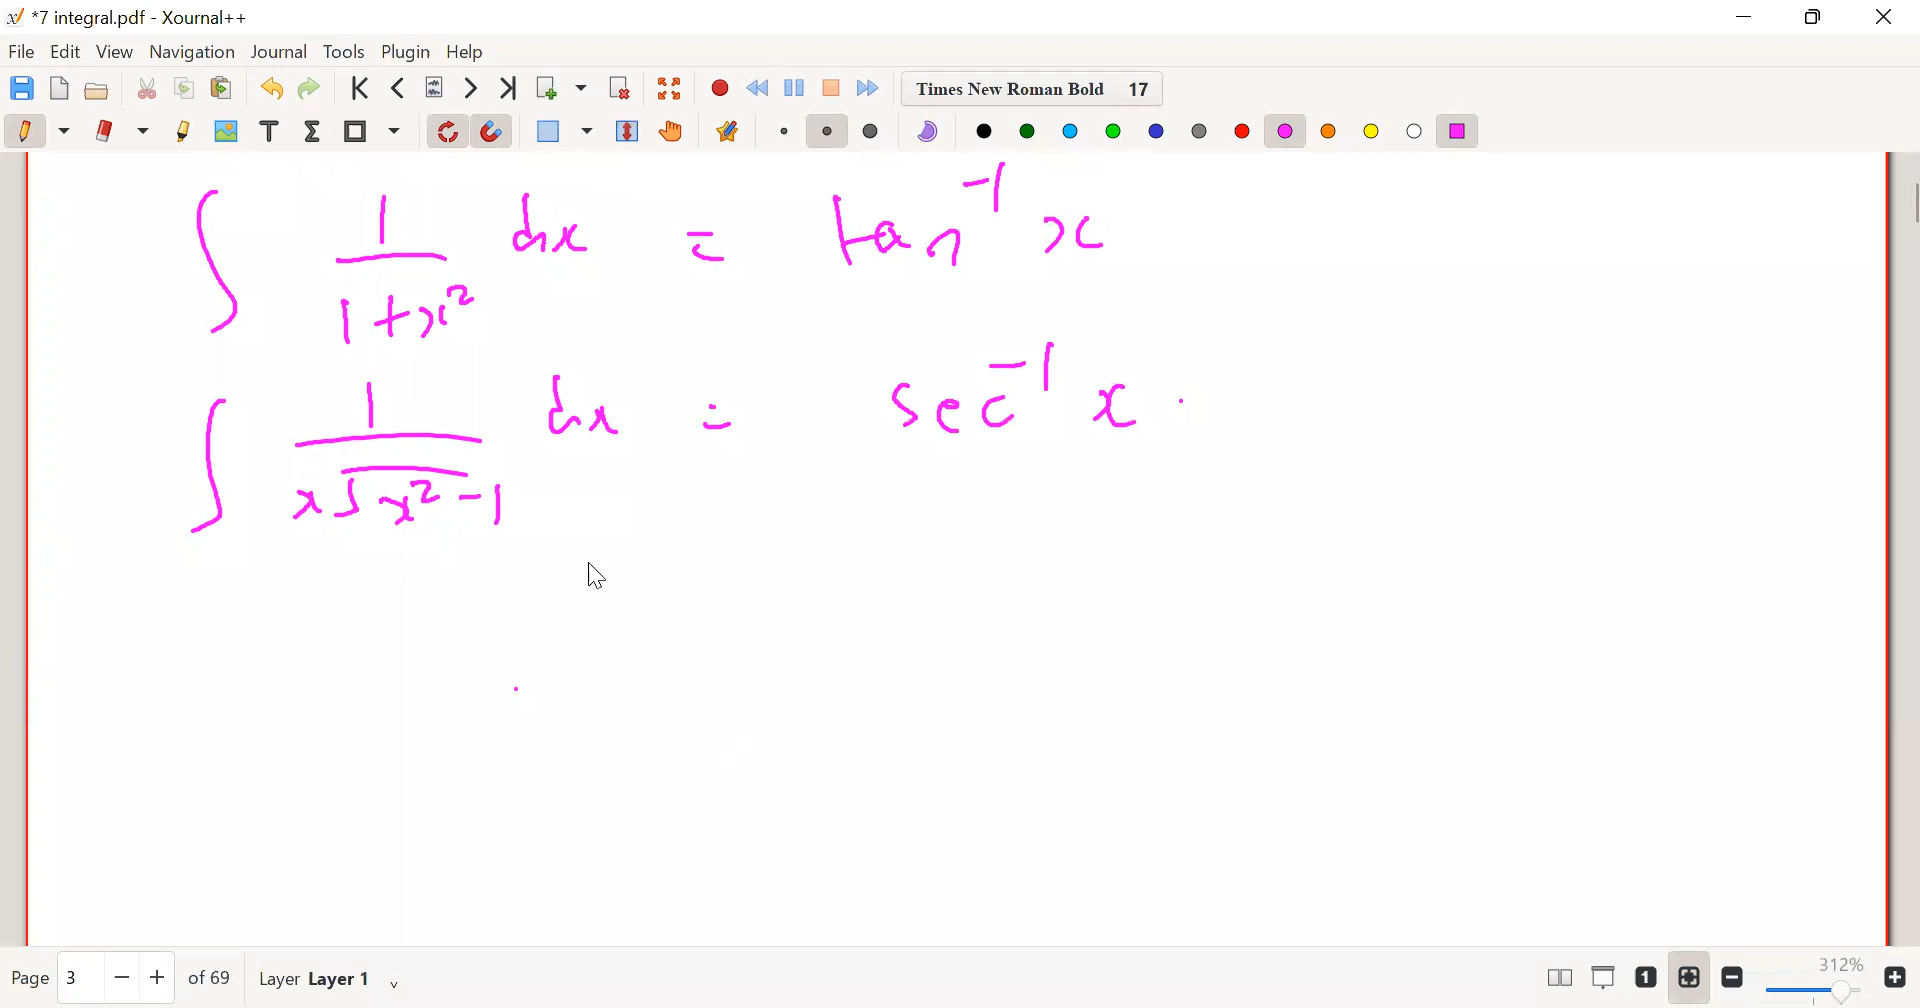 *7 integral.pdf - Xournal++
File Edit View Navigation Journal Tools Plugin Help
Times New Roman Bold 17
∫ 1/(1+x²) dx = tan⁻¹ x
∫ 1/(x√(x²-1)) dx = sec⁻¹ x .
Page 3 of 69 Layer Layer 1 1 312%